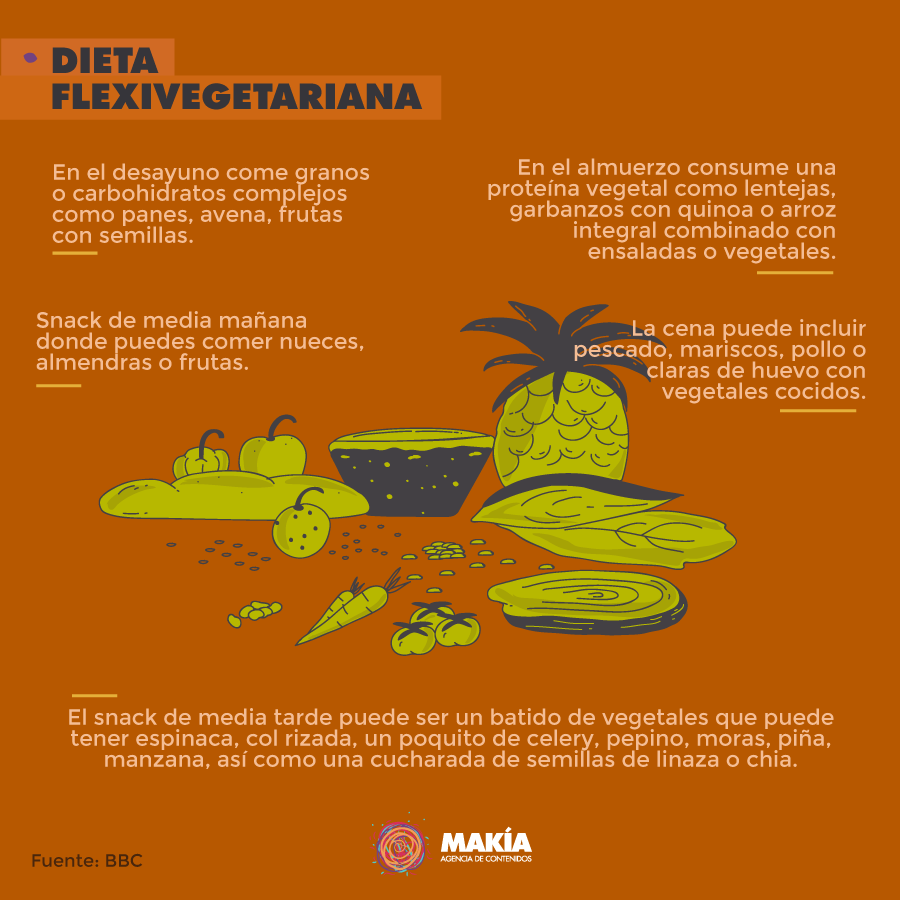 DIETA
FLEXIVEGETARIANA
En el desayuno come granos
o carbohidratos complejos
como panes, avena, frutas
con semillas.
En el almuerzo consume una
proteína vegetal como lentejas,
garbanzos con quinoa o arroz
integral combinado con
ensaladas o vegetales.
Snack de media mañana
donde puedes comer nueces,
almendras o frutas.
La cena puede incluir
pescado, mariscos, pollo o
claras de huevo con
vegetales cocidos.
El snack de media tarde puede ser un batido de vegetales que puede
tener espinaca, col rizada, un poquito de celery, pepino, moras, piña,
manzana, así como una cucharada de semillas de linaza o chia.
Fuente: BBC
MAKÍA
AGENCIA DE CONTENIDOS